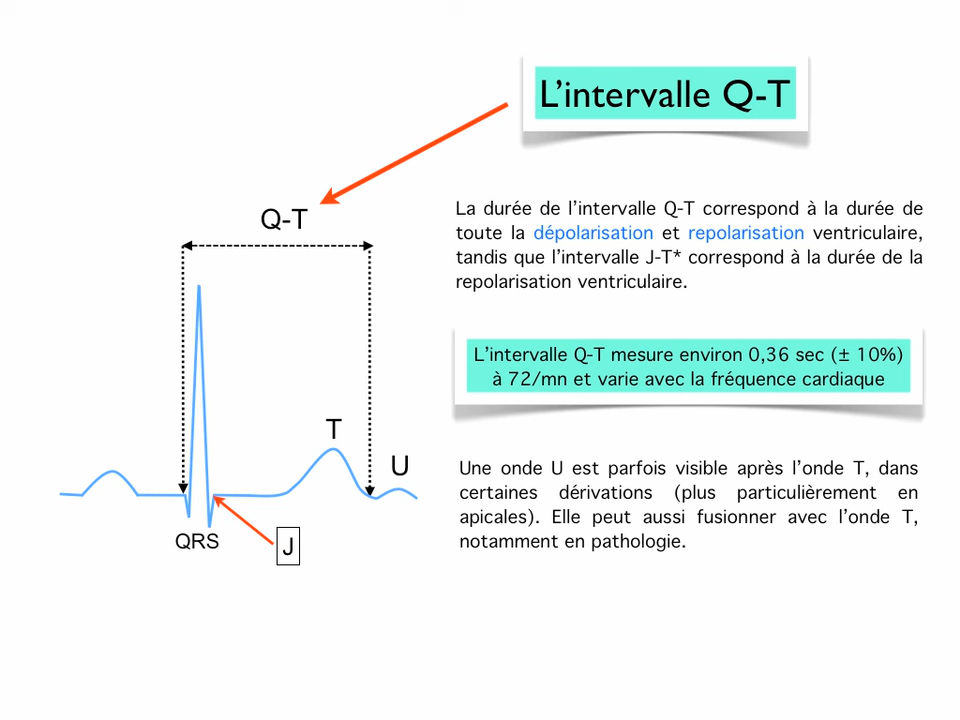 L’intervalle Q-T
Q-T
La durée de l’intervalle Q-T correspond à la durée de
toute la dépolarisation et repolarisation ventriculaire,
tandis que l’intervalle J-T* correspond à la durée de la
repolarisation ventriculaire.
L’intervalle Q-T mesure environ 0,36 sec (± 10%)
à 72/mn et varie avec la fréquence cardiaque
T
U
Une onde U est parfois visible après l’onde T, dans
certaines dérivations (plus particulièrement en
apicales). Elle peut aussi fusionner avec l’onde T,
notamment en pathologie.
QRS
J